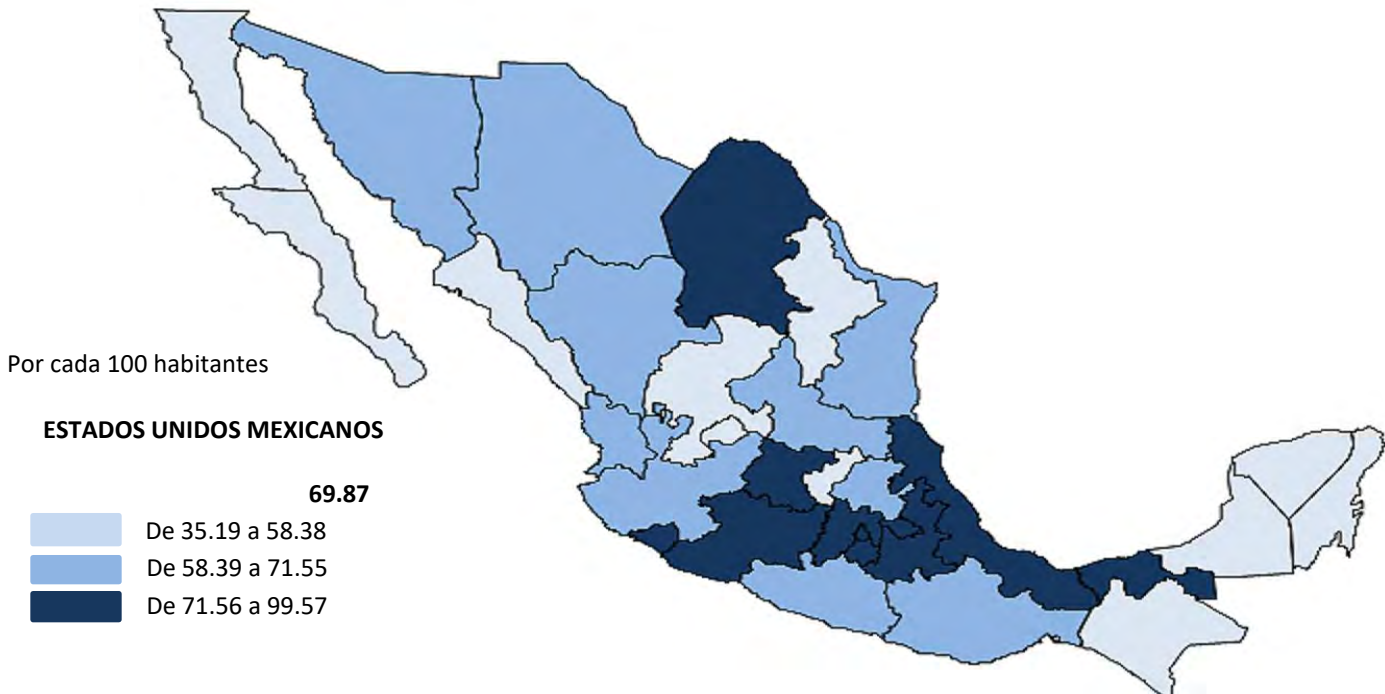 Por cada 100 habitantes
ESTADOS UNIDOS MEXICANOS
69.87
De 35.19 a 58.38
De 58.39 a 71.55
De 71.56 a 99.57